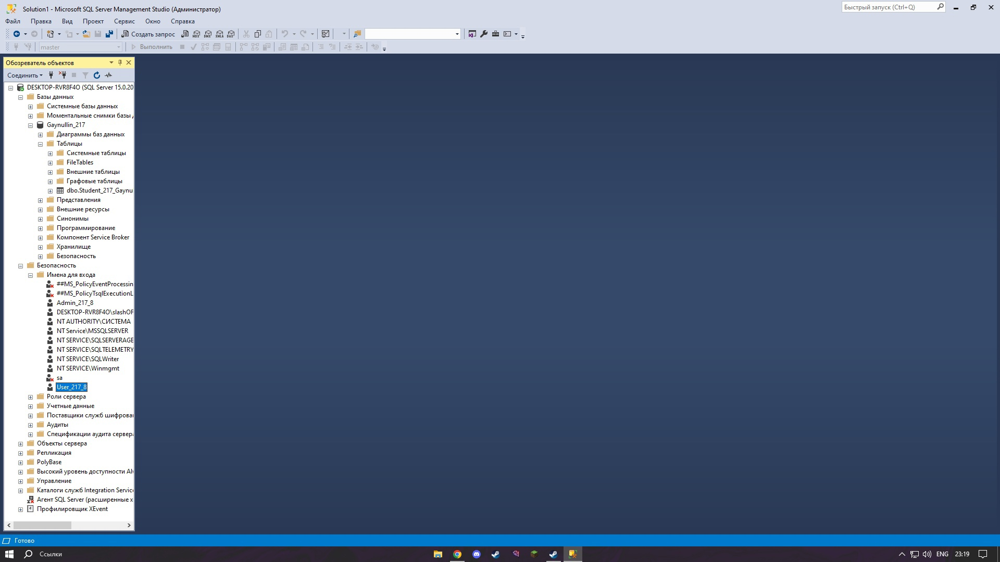 Solution1 - Microsoft SQL Server Management Studio (Администратор)
Быстрый запуск (Ctrl+Q)
Файл Правка Вид Проект Сервис Окно Справка
Создать запрос MDX DMX XMLA DAX
master Выполнить
Обозреватель объектов
Соединить
DESKTOP-RVR8F4O (SQL Server 15.0.20
Базы данных
Системные базы данных
Моментальные снимки базы
Gaynullin_217
Диаграммы баз данных
Таблицы
Системные таблицы
FileTables
Внешние таблицы
Графовые таблицы
dbo.Student_217_Gaynu
Представления
Внешние ресурсы
Синонимы
Программирование
Компонент Service Broker
Хранилище
Безопасность
Безопасность
Имена для входа
##MS_PolicyEventProcessin
##MS_PolicyTsqlExecutionL
Admin_217_8
DESKTOP-RVR8F4O\slashOF
NT AUTHORITY\СИСТЕМА
NT Service\MSSQLSERVER
NT SERVICE\SQLSERVERAGE
NT SERVICE\SQLTELEMETRY
NT SERVICE\SQLWriter
NT SERVICE\Winmgmt
sa
User_217_8
Роли сервера
Учетные данные
Поставщики служб шифрова
Аудиты
Спецификации аудита сервера
Объекты сервера
Репликация
PolyBase
Высокий уровень доступности Al
Управление
Каталоги служб Integration Servic
Агент SQL Server (расширенные х
Профилировщик XEvent
Готово
Ссылки
ENG 23:19